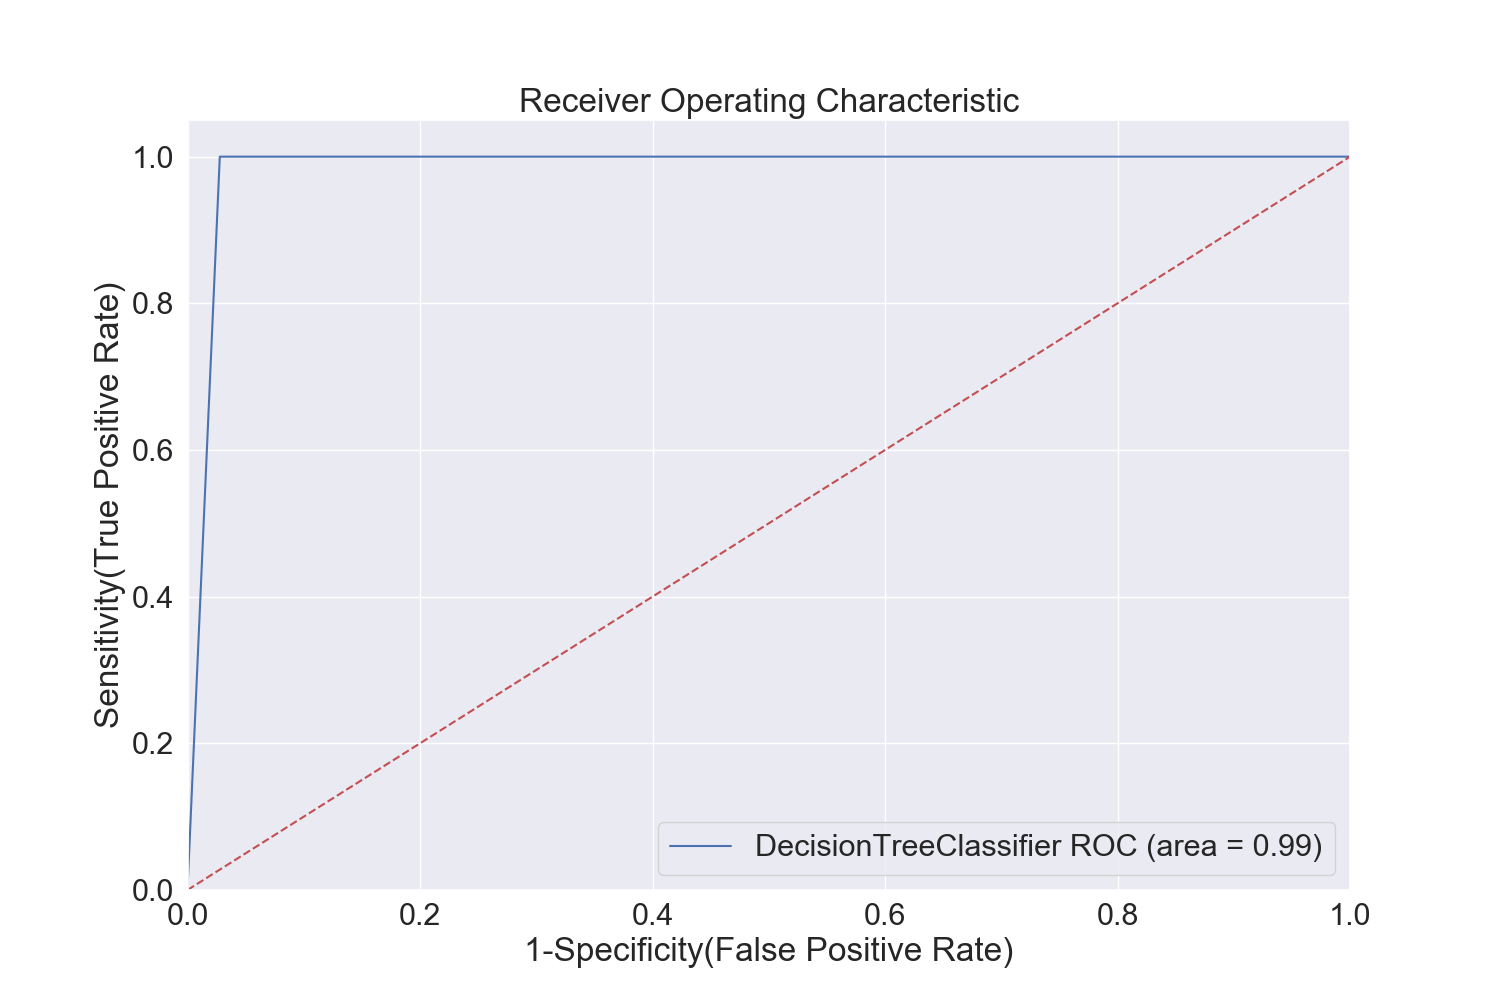 Receiver Operating Characteristic
Sensitivity(True Positive Rate)
1.0
0.8
0.6
0.4
0.2
0.0
DecisionTreeClassifier ROC (area = 0.99)
0.0 0.2 0.4 0.6 0.8 1.0
1-Specificity(False Positive Rate)